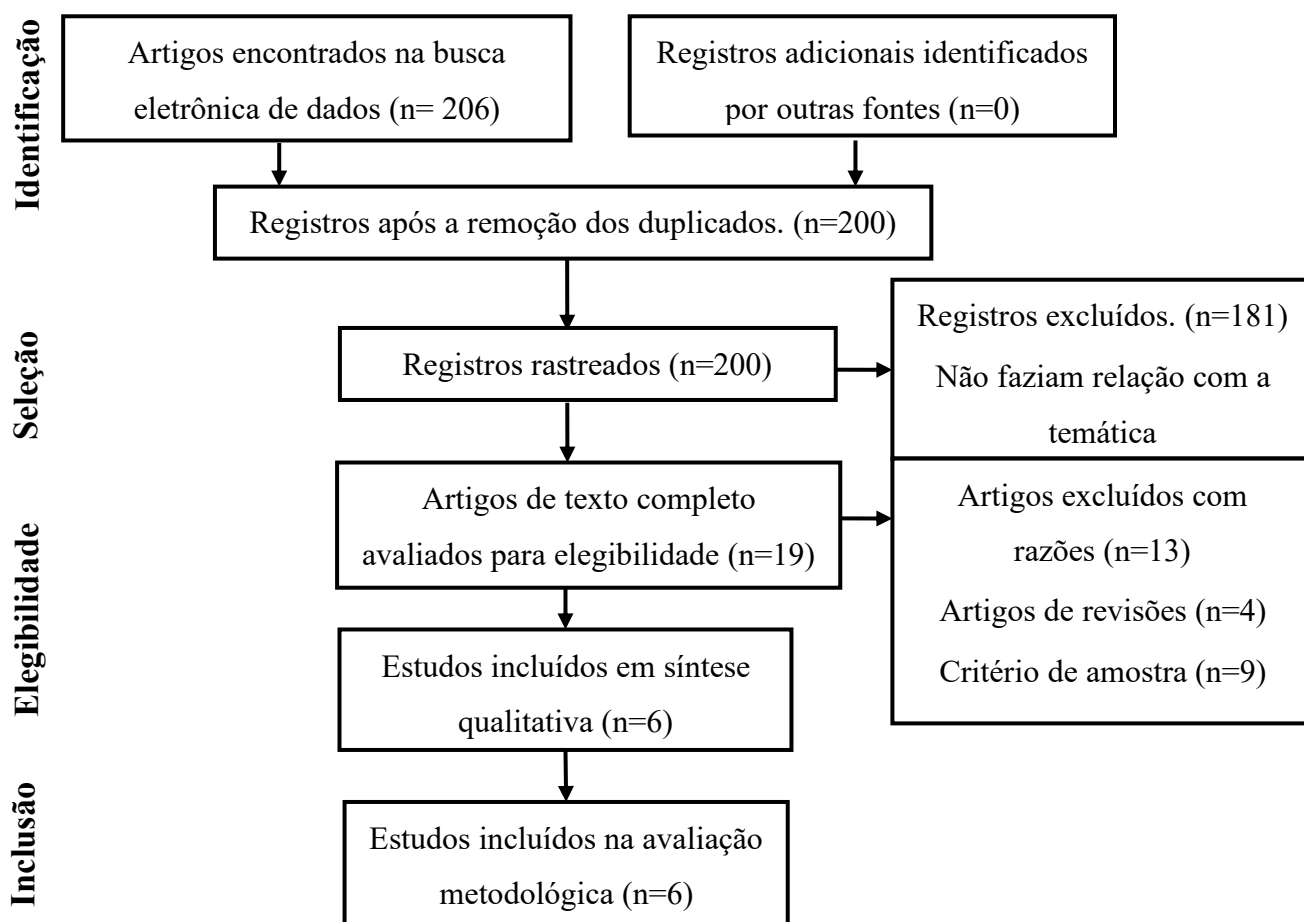 Identificação
Artigos encontrados na busca
eletrônica de dados (n= 206)
Registros adicionais identificados
por outras fontes (n=0)
Registros após a remoção dos duplicados. (n=200)
Seleção
Registros rastreados (n=200)
Registros excluídos. (n=181)
Não faziam relação com a
temática
Elegibilidade
Artigos de texto completo
avaliados para elegibilidade (n=19)
Artigos excluídos com
razões (n=13)
Artigos de revisões (n=4)
Critério de amostra (n=9)
Estudos incluídos em síntese
qualitativa (n=6)
Inclusão
Estudos incluídos na avaliação
metodológica (n=6)